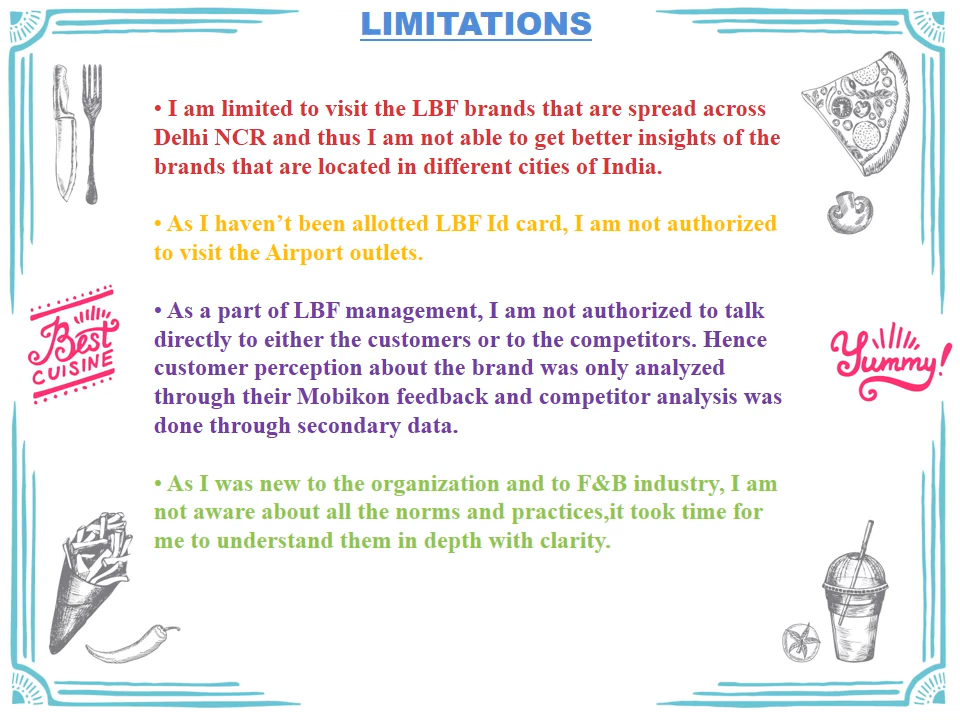 LIMITATIONS
• I am limited to visit the LBF brands that are spread across
Delhi NCR and thus I am not able to get better insights of the
brands that are located in different cities of India.
• As I haven’t been allotted LBF Id card, I am not authorized
to visit the Airport outlets.
• As a part of LBF management, I am not authorized to talk
directly to either the customers or to the competitors. Hence
customer perception about the brand was only analyzed
through their Mobikon feedback and competitor analysis was
done through secondary data.
• As I was new to the organization and to F&B industry, I am
not aware about all the norms and practices,it took time for
me to understand them in depth with clarity.
Best
CUISINE
Yummy!